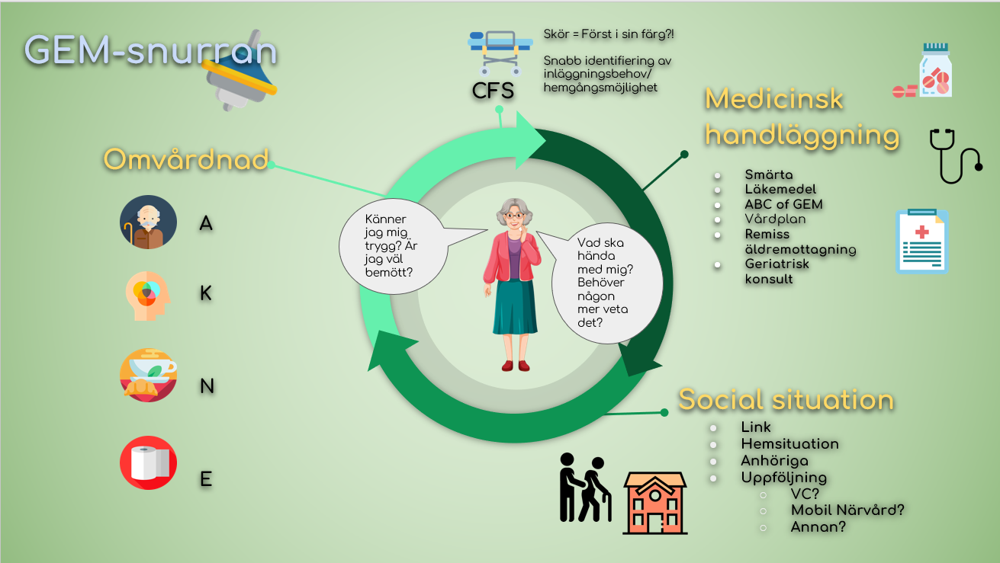 GEM-snurran
CFS
Skör = Först i sin färg?!
Snabb identifiering av
inläggningsbehov/
hemgångsmöjlighet
Medicinsk
handläggning
Smärta
Läkemedel
ABC of GEM
Vårdplan
Remiss
äldremottagning
Geriatrisk
konsult
Omvårdnad
A
K
N
E
Känner
jag mig
trygg? Är
jag väl
bemött?
Vad ska
hända
med mig?
Behöver
någon
mer veta
det?
Social situation
Link
Hemsituation
Anhöriga
Uppföljning
VC?
Mobil Närvård?
Annan?